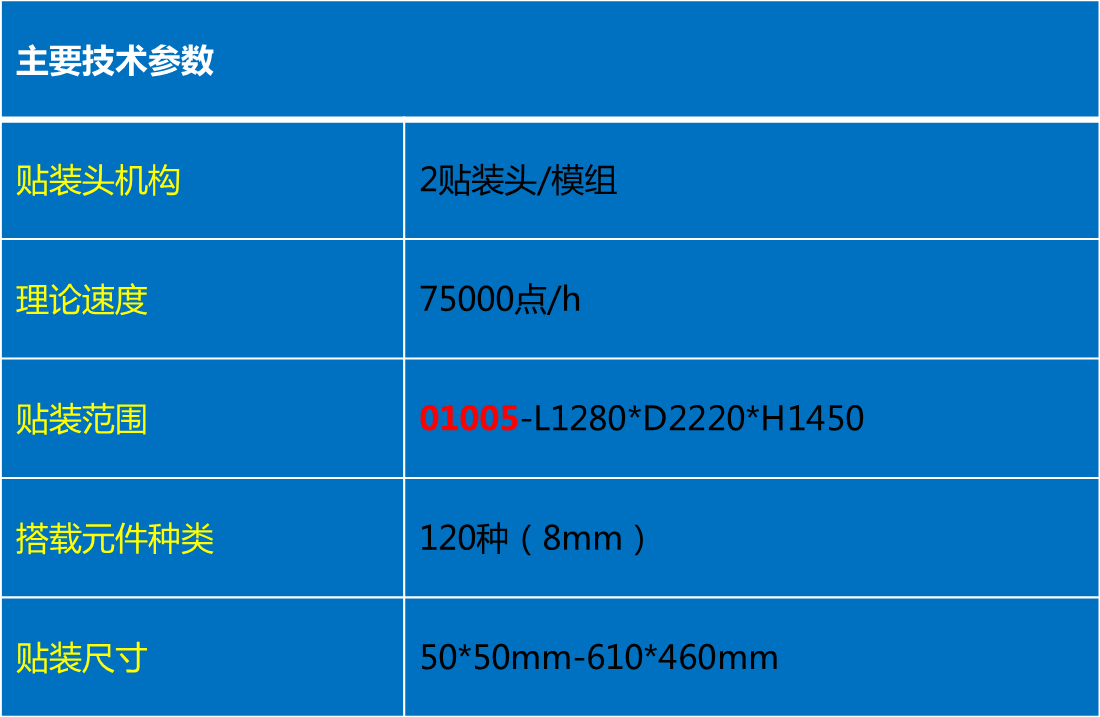 主要技术参数
贴装头机构
2贴装头/模组
理论速度
75000点/h
贴装范围
01005-L1280*D2220*H1450
搭载元件种类
120种（8mm）
贴装尺寸
50*50mm-610*460mm